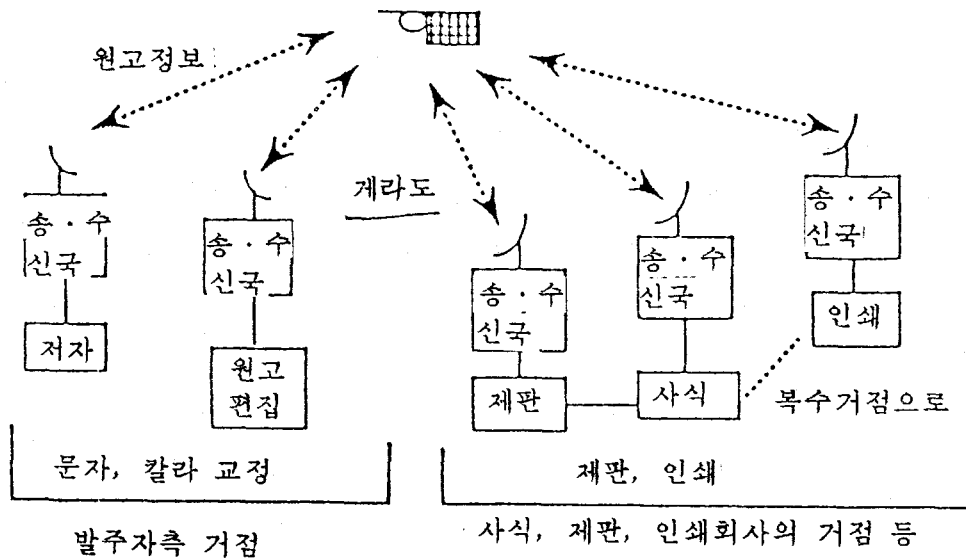 원고정보
게라도
송·수
신국
저자
송·수
신국
원고
편집
송·수
신국
제판
송·수
신국
사식
송·수
신국
인쇄
복수거점으로
문자, 칼라 교정
발주자측 거점
제판, 인쇄
사식, 제판, 인쇄회사의 거점 등